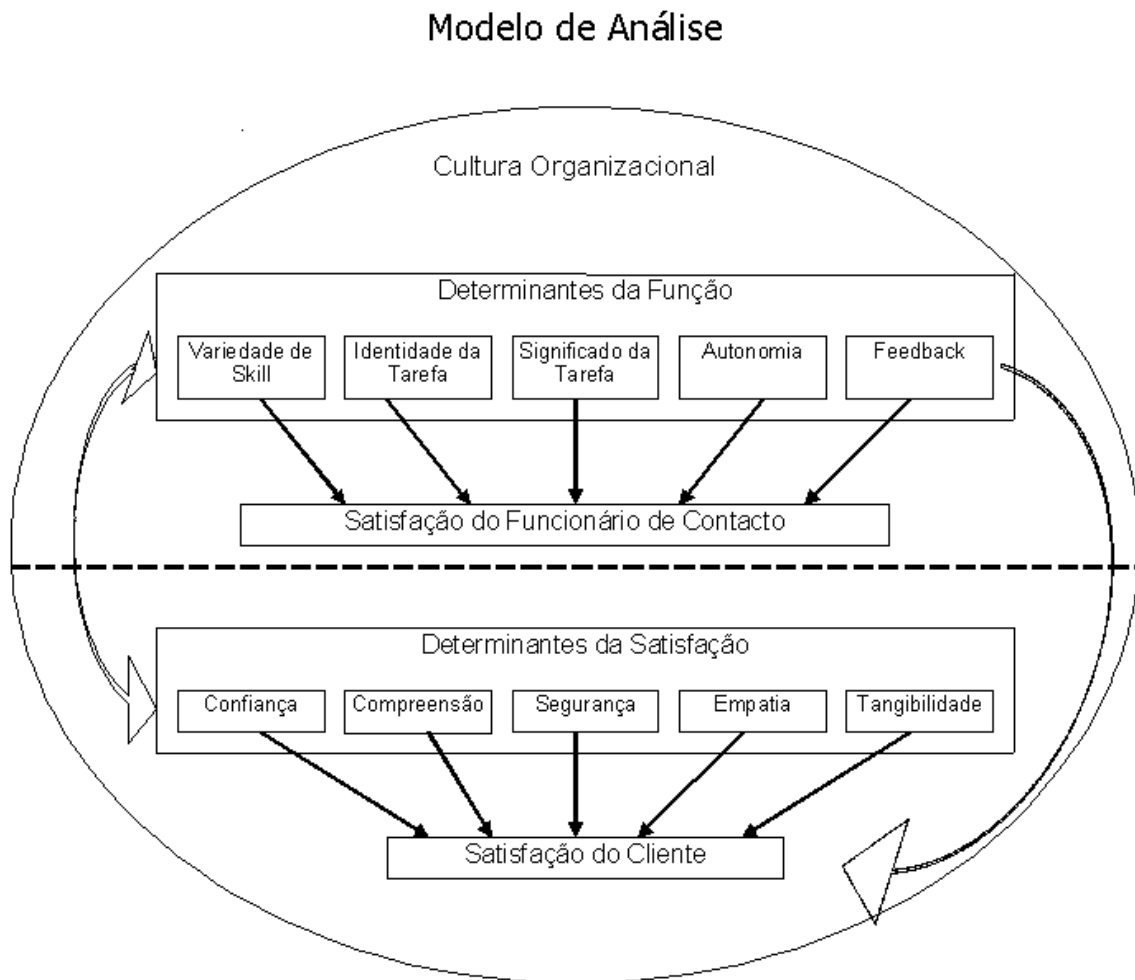 Modelo de Análise
Cultura Organizacional
Determinantes da Função
Variedade de
Skill
Identidade da
Tarefa
Significado da
Tarefa
Autonomia
Feedback
Satisfação do Funcionário de Contacto
Determinantes da Satisfação
Confiança
Compreensão
Segurança
Empatia
Tangibilidade
Satisfação do Cliente